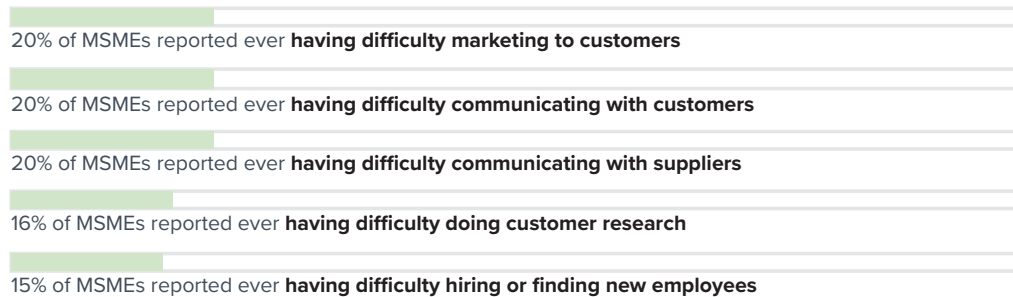 20% of MSMEs reported ever having difficulty marketing to customers
20% of MSMEs reported ever having difficulty communicating with customers
20% of MSMEs reported ever having difficulty communicating with suppliers
16% of MSMEs reported ever having difficulty doing customer research
15% of MSMEs reported ever having difficulty hiring or finding new employees